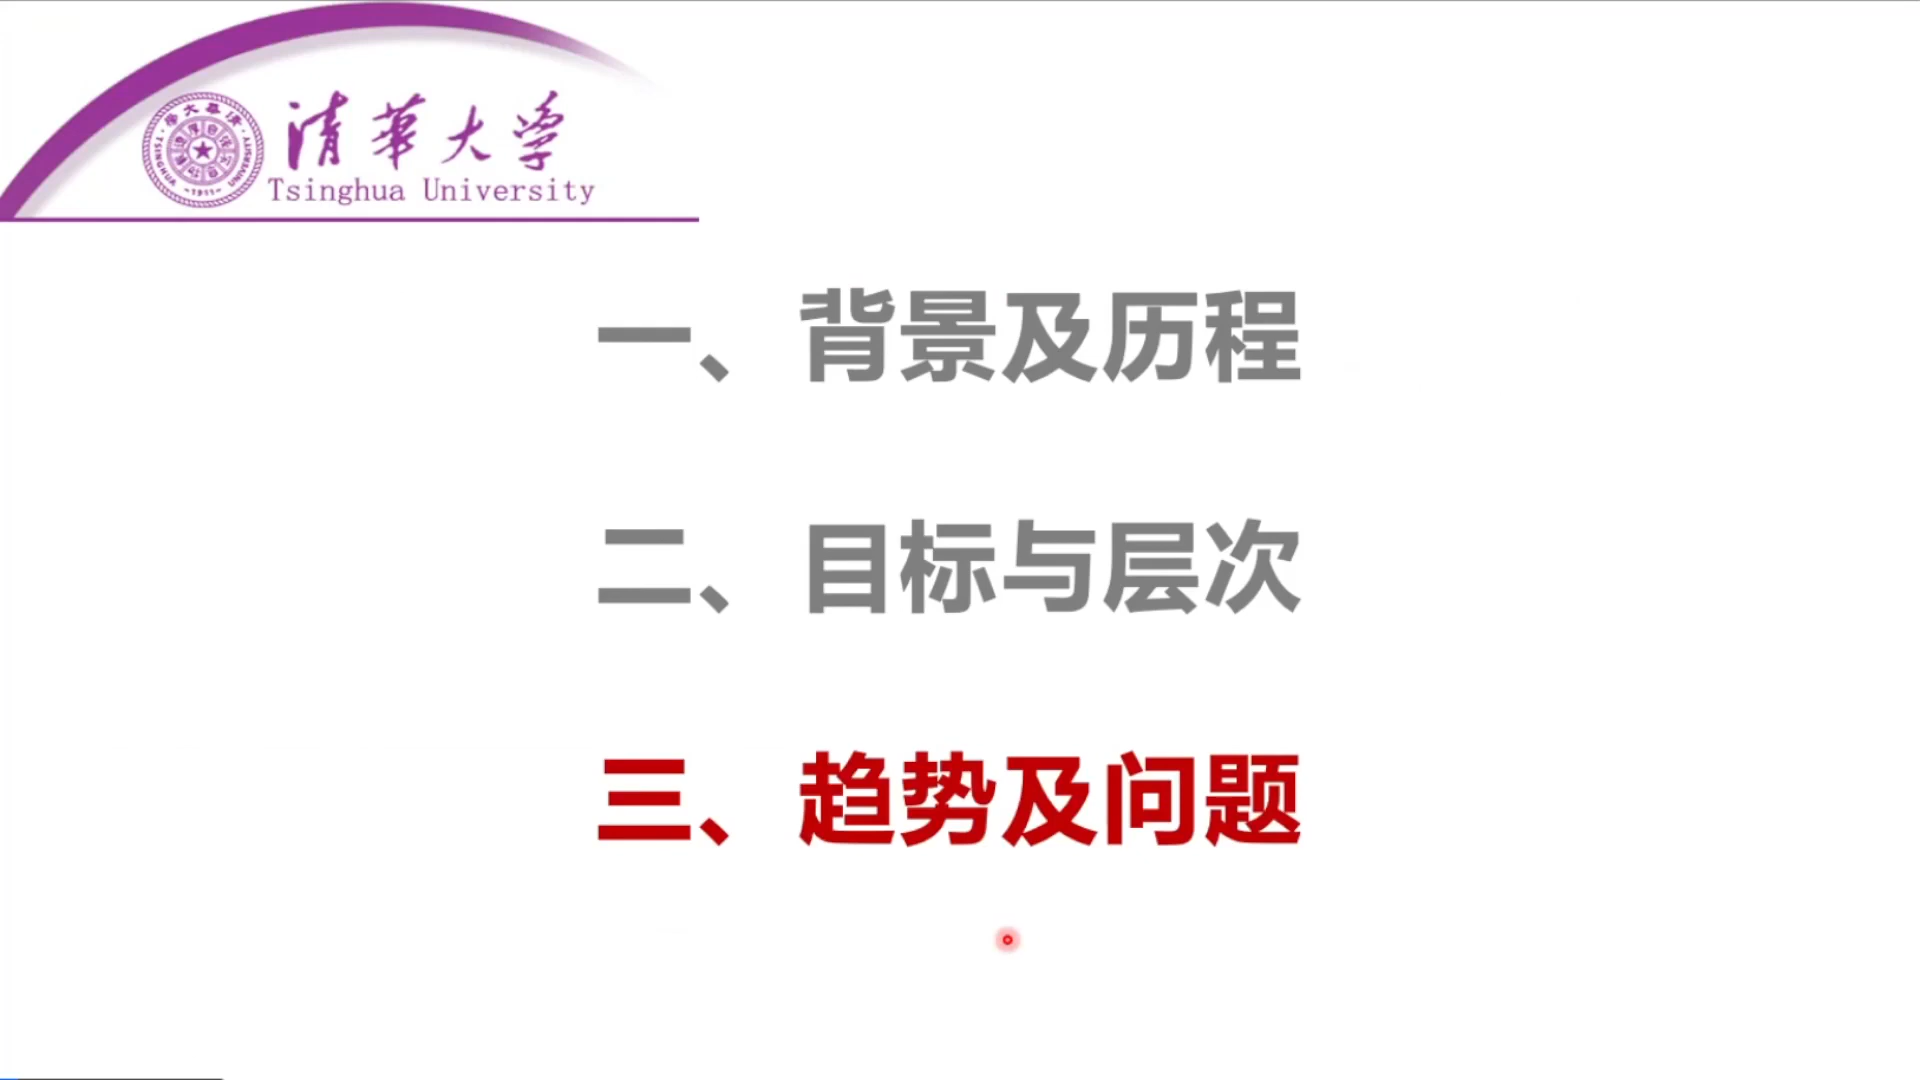 清華大学
Tsinghua University
一、背景及历程
二、目标与层次
三、趋势及问题